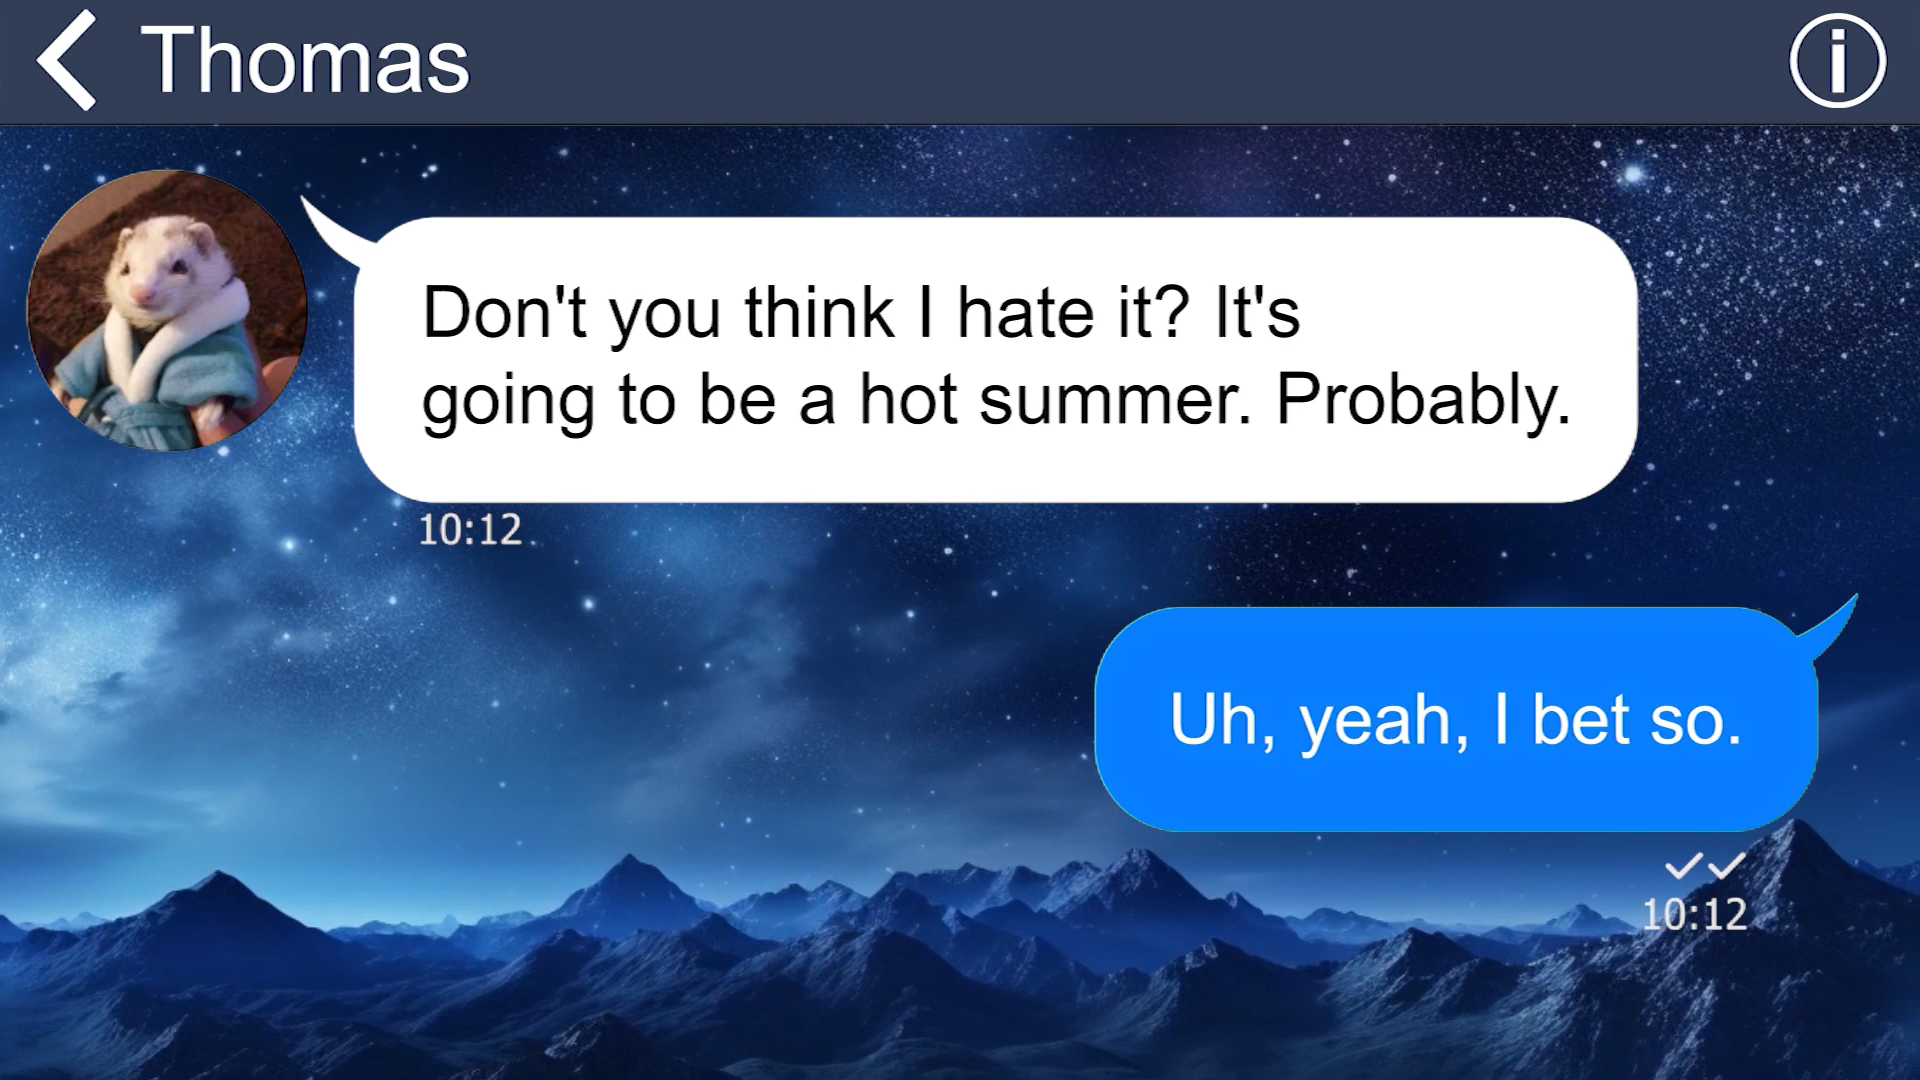 Thomas
Don't you think I hate it? It's
going to be a hot summer. Probably.
10:12
Uh, yeah, I bet so.
10:12